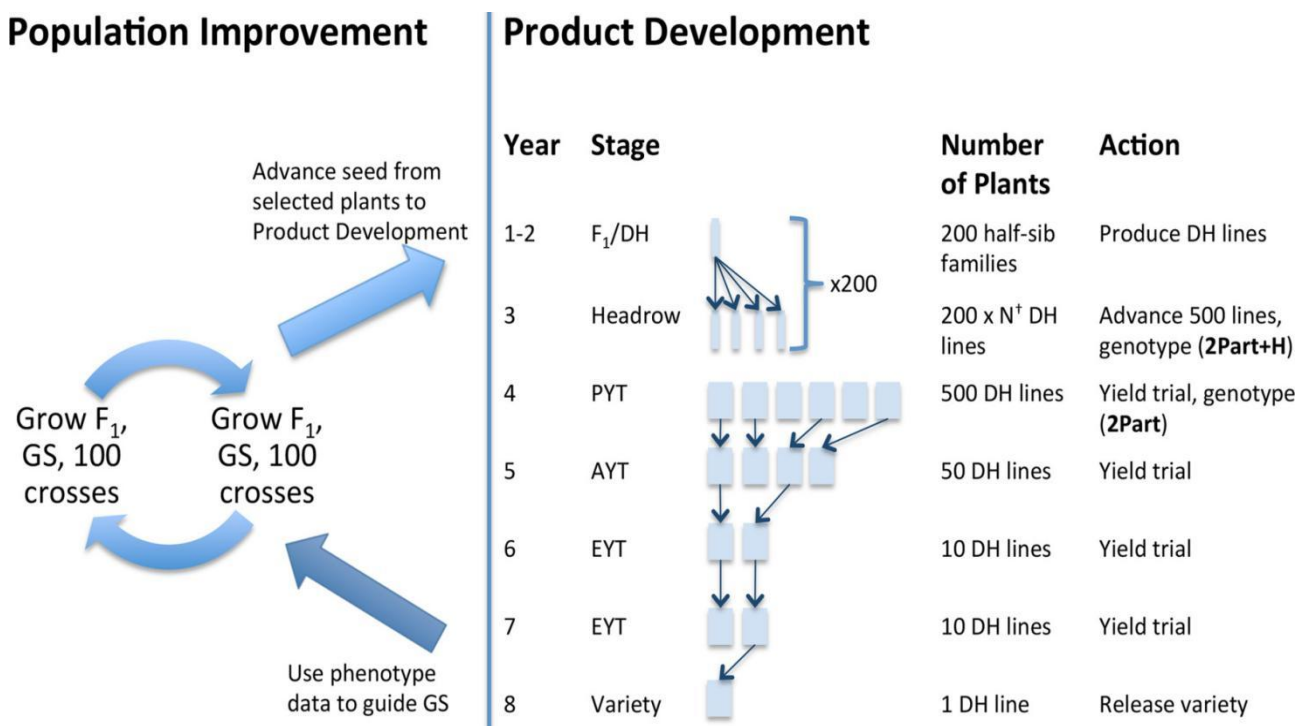 Population Improvement
Advance seed from
selected plants to
Product Development
Grow F₁,
GS, 100
crosses
Grow F₁,
GS, 100
crosses
Use phenotype
data to guide GS
Product Development
Year Stage Number of Plants Action
1-2 F₁/DH 200 half-sib families Produce DH lines
x200
3 Headrow 200 x N† DH lines Advance 500 lines, genotype (2Part+H)
4 PYT 500 DH lines Yield trial, genotype (2Part)
5 AYT 50 DH lines Yield trial
6 EYT 10 DH lines Yield trial
7 EYT 10 DH lines Yield trial
8 Variety 1 DH line Release variety